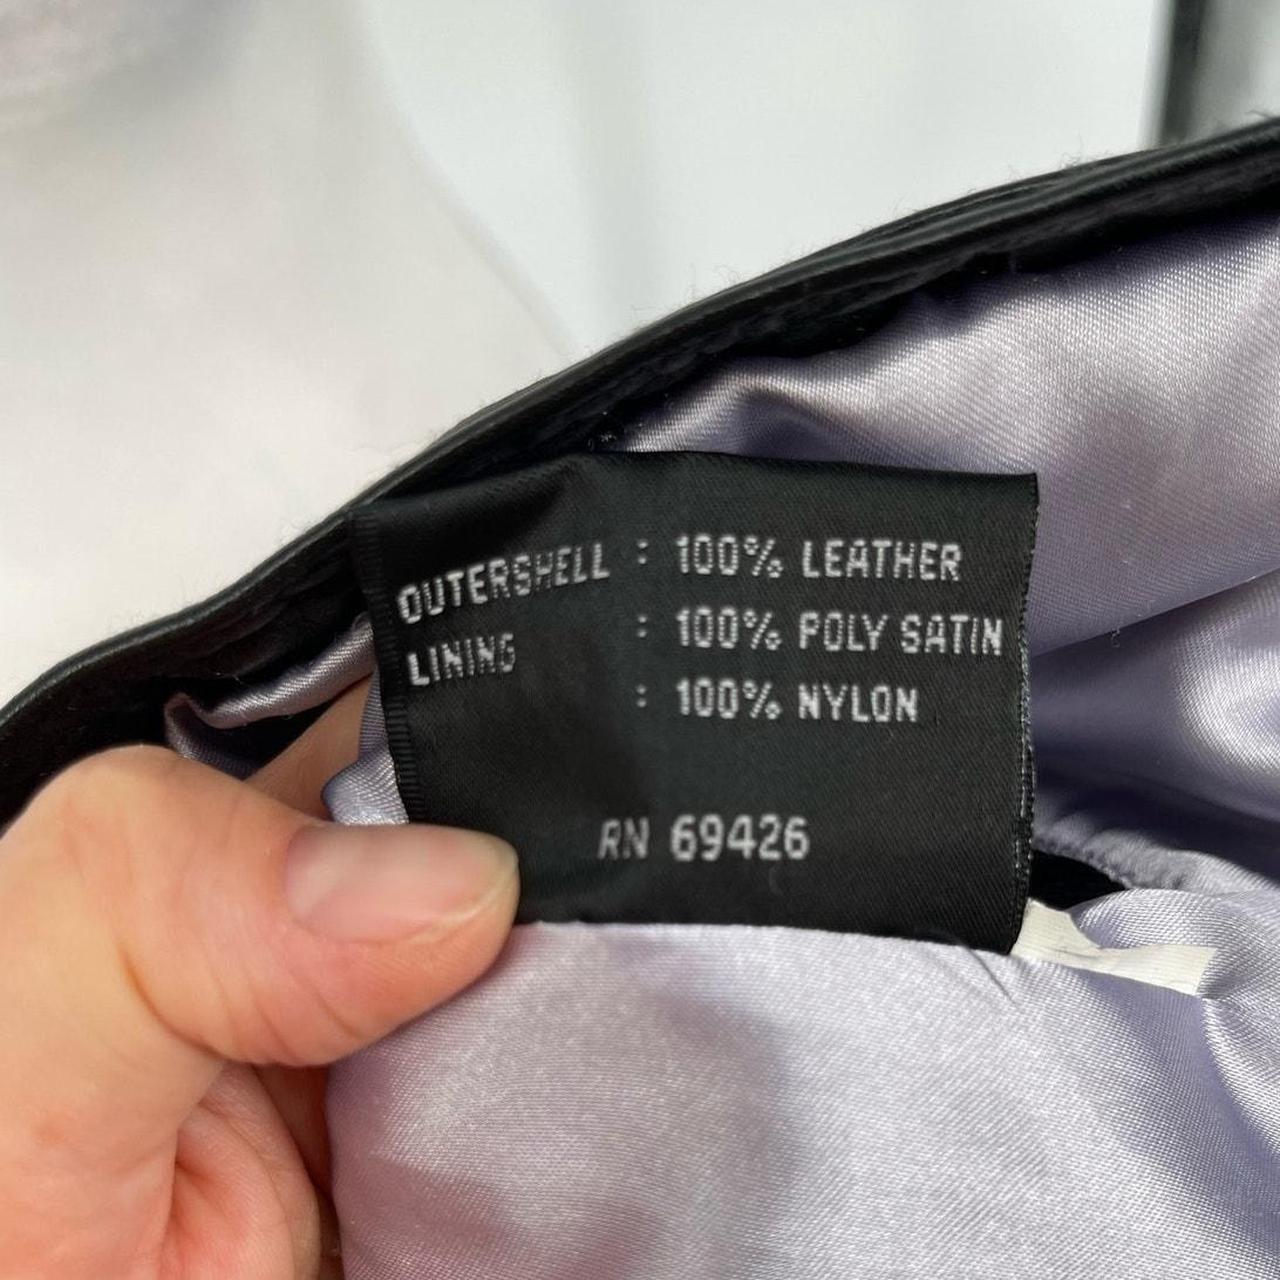 OUTERSHELL : 100% LEATHER
LINING : 100% POLY SATIN
: 100% NYLON
RN 69426